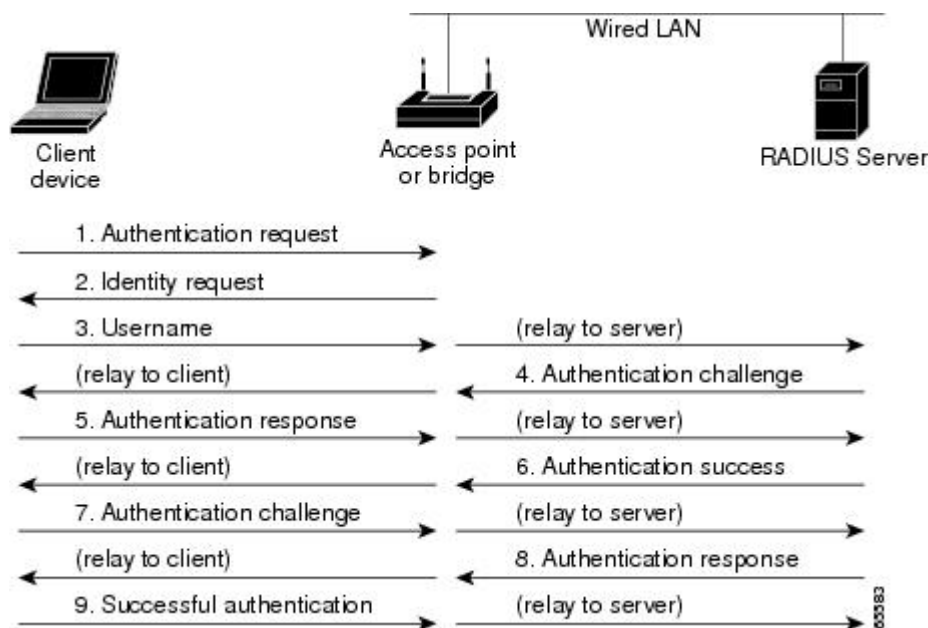 Wired LAN
Client
device
Access point
or bridge
RADIUS Server
1. Authentication request
2. Identity request
3. Username
(relay to server)
(relay to client)
4. Authentication challenge
5. Authentication response
(relay to server)
(relay to client)
6. Authentication success
7. Authentication challenge
(relay to server)
(relay to client)
8. Authentication response
9. Successful authentication
(relay to server)
65583